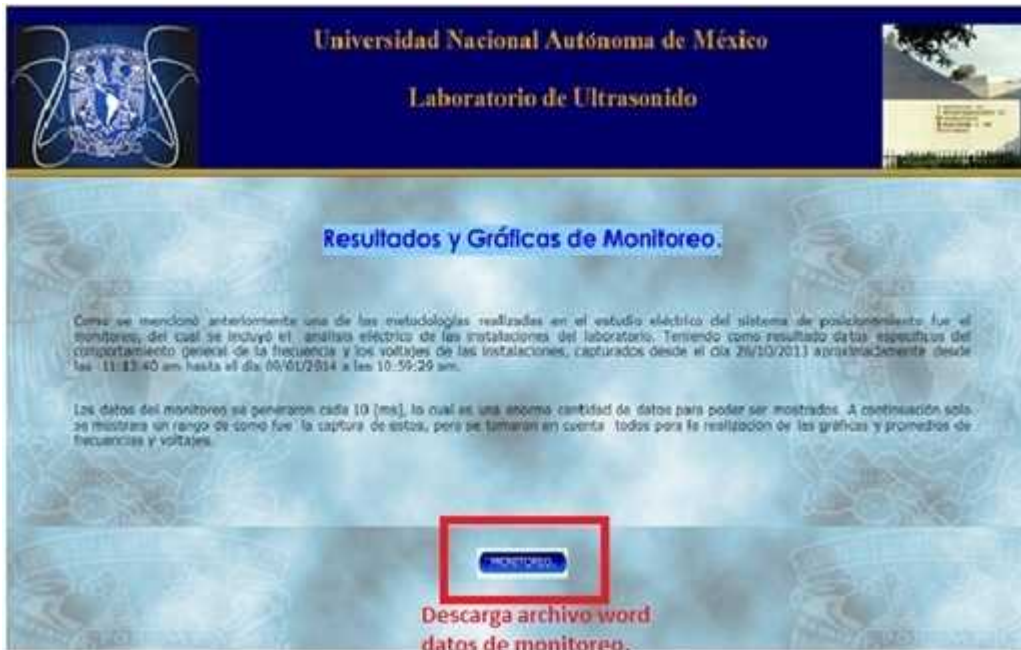 Universidad Nacional Autónoma de México
Laboratorio de Ultrasonido
Resultados y Gráficas de Monitoreo.
Como se mencionó anteriormente una de las metodologías realizadas en el estudio eléctrico del sistema de posicionamiento fue el
monitoreo, del cual se incluyó el análisis eléctrico de las instalaciones del laboratorio. Teniendo como resultado datos específicos del
comportamiento general de la frecuencia y los voltajes de las instalaciones, capturados desde el día /10/2013 aproximadamente desde
las 11:13:40 am hasta el día 09/01/2014 a las 10:59:29 am.
Los datos del monitoreo se generaron cada 10 [ms], lo cual es una enorme cantidad de datos para poder ser mostrados. A continuación solo
se mostrara un rango de como fue la captura de estos, pero se tomaron en cuenta todos para la realización de las gráficas y promedios de
frecuencias y voltajes.
MONITOREO
Descarga archivo word
datos de monitoreo.